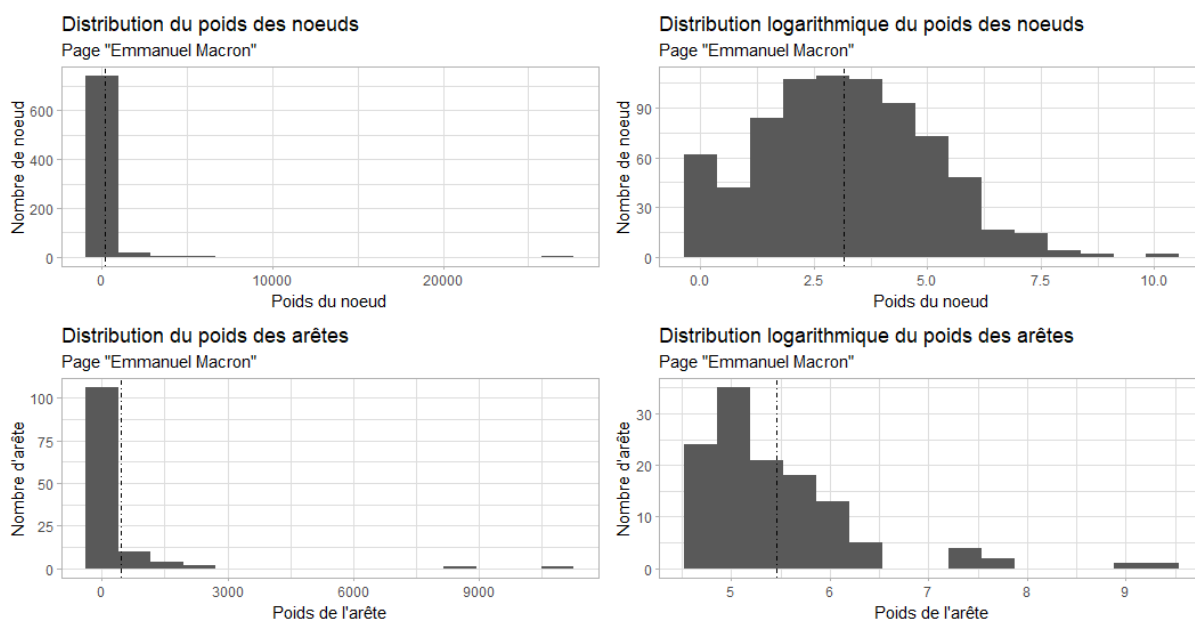 Distribution du poids des noeuds
Page "Emmanuel Macron"
Nombre de noeud
600
400
200
0
0 10000 20000
Poids du noeud
Distribution logarithmique du poids des noeuds
Page "Emmanuel Macron"
Nombre de noeud
90
60
30
0
0.0 2.5 5.0 7.5 10.0
Poids du noeud
Distribution du poids des arêtes
Page "Emmanuel Macron"
Nombre d'arête
100
75
50
25
0
0 3000 6000 9000
Poids de l'arête
Distribution logarithmique du poids des arêtes
Page "Emmanuel Macron"
Nombre d'arête
30
20
10
0
5 6 7 8 9
Poids de l'arête